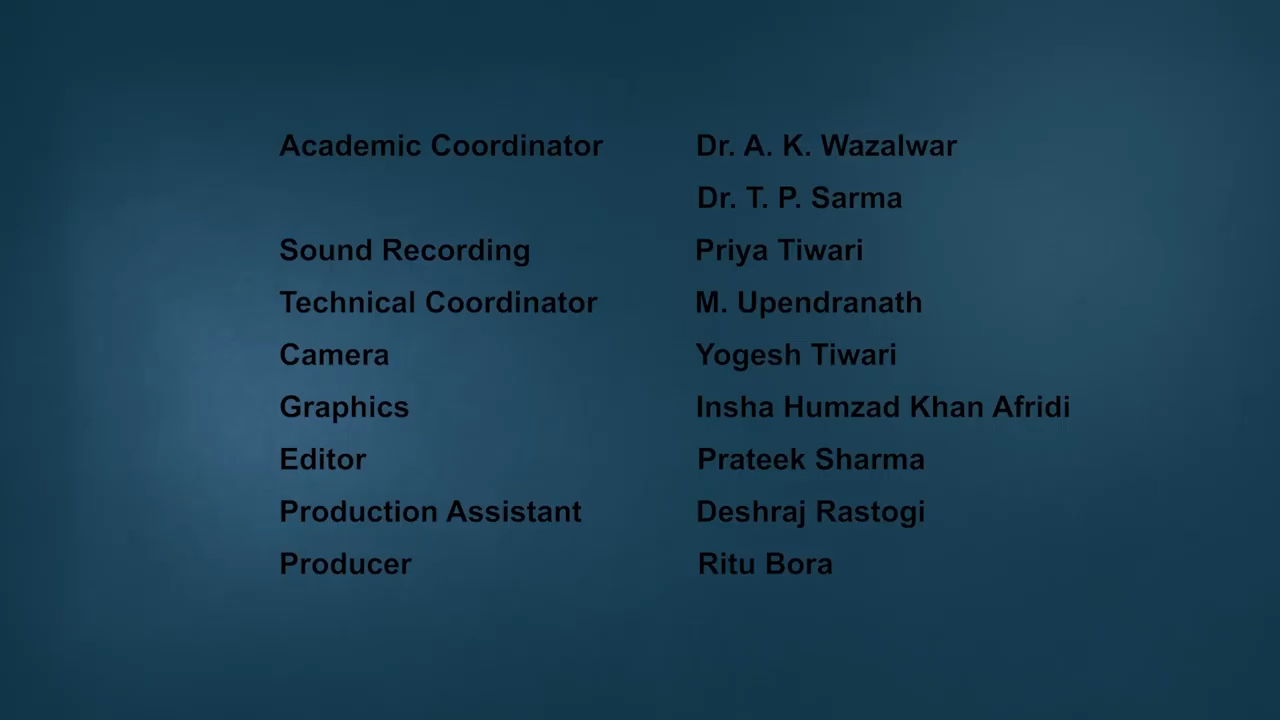 Academic Coordinator Dr. A. K. Wazalwar
Dr. T. P. Sarma
Sound Recording Priya Tiwari
Technical Coordinator M. Upendranath
Camera Yogesh Tiwari
Graphics Insha Humzad Khan Afridi
Editor Prateek Sharma
Production Assistant Deshraj Rastogi
Producer Ritu Bora